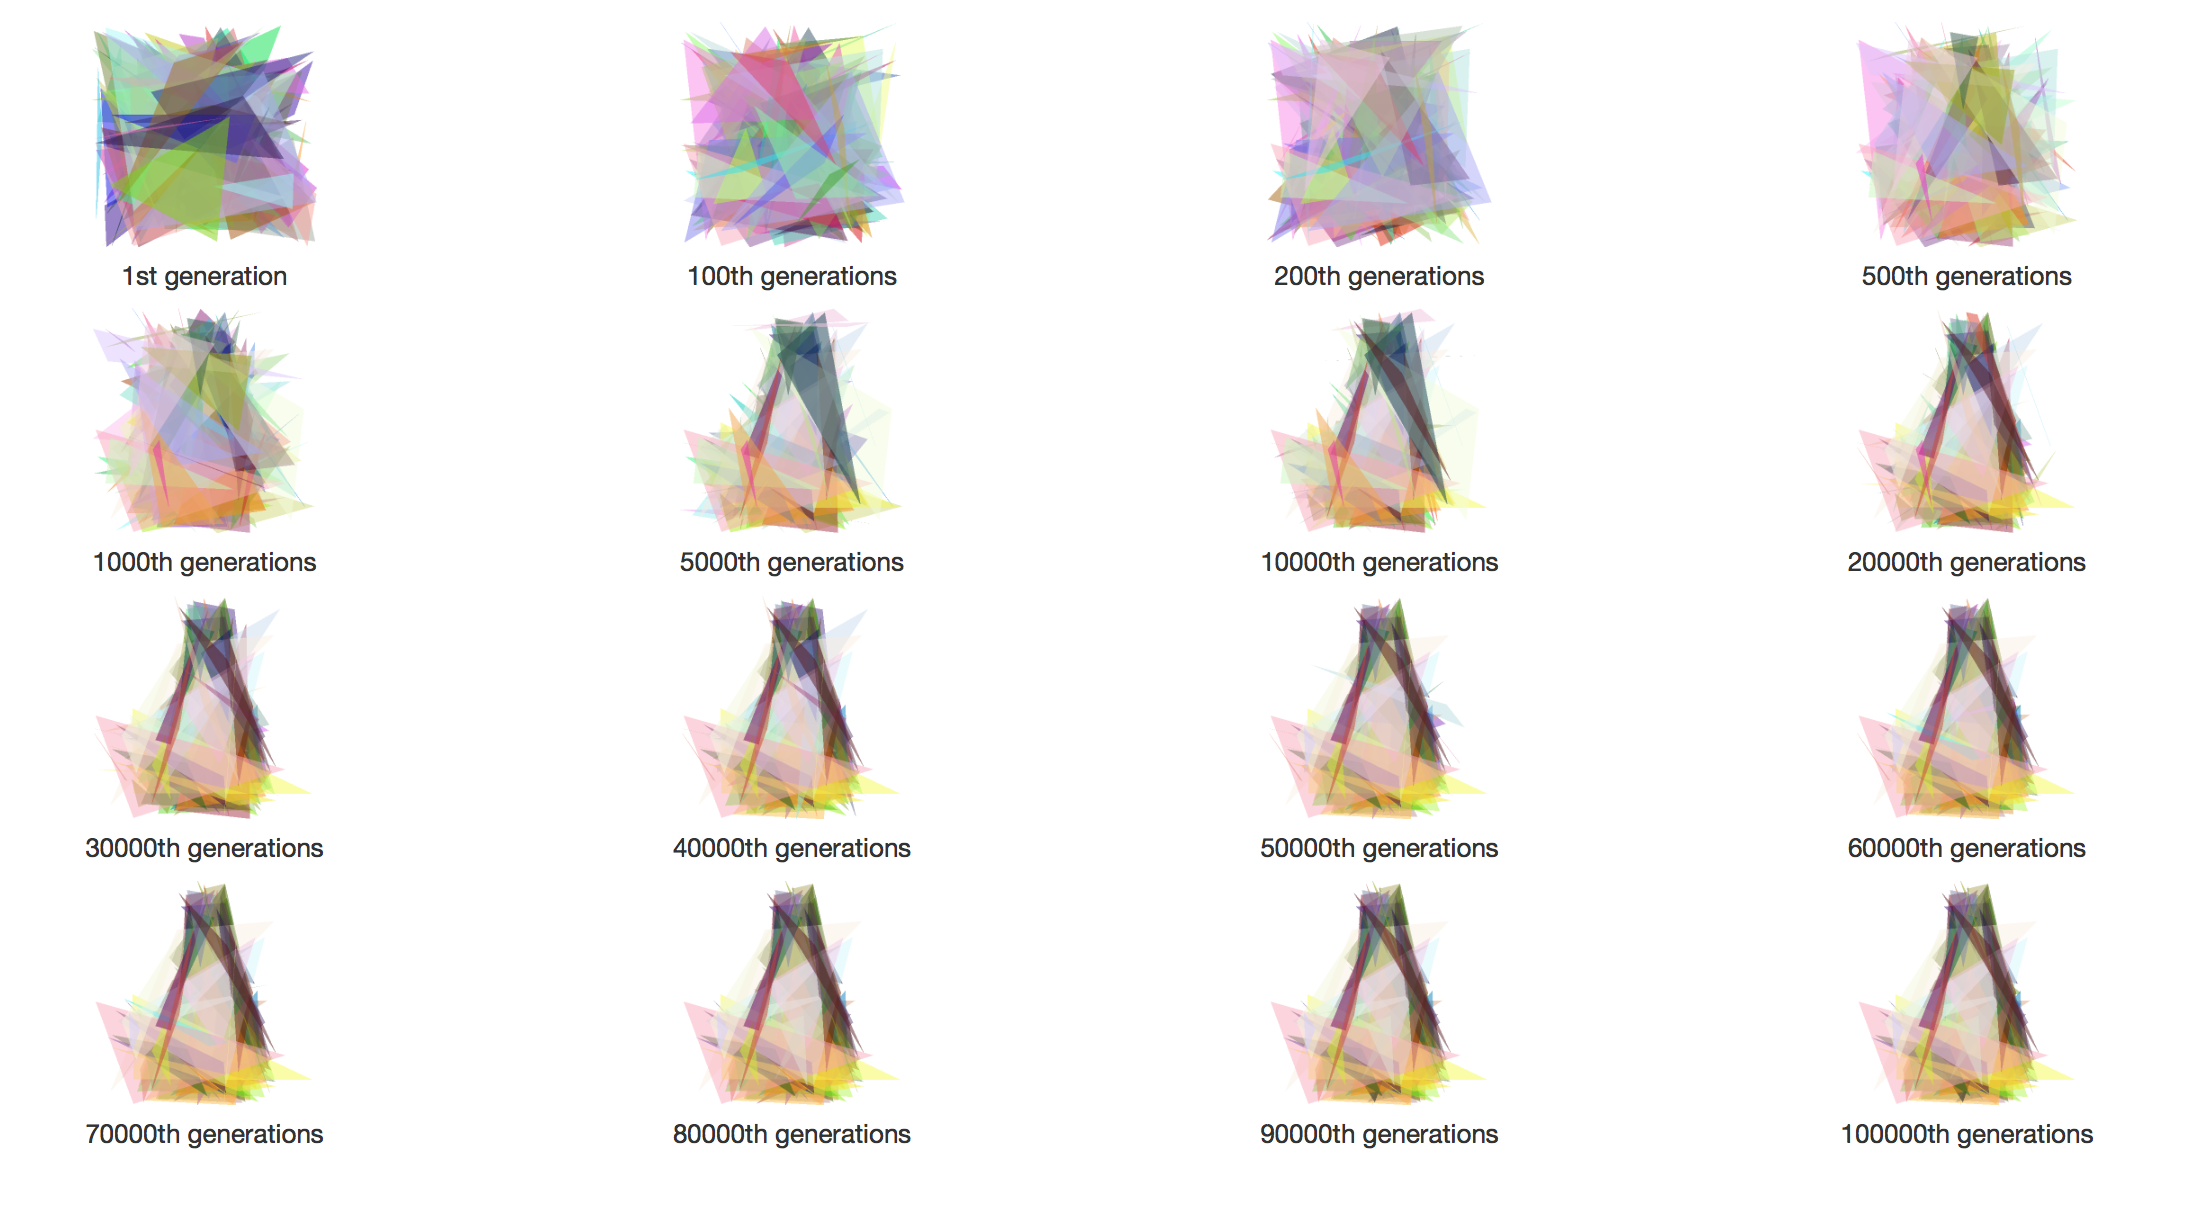 1st generation
100th generations
200th generations
500th generations
1000th generations
5000th generations
10000th generations
20000th generations
30000th generations
40000th generations
50000th generations
60000th generations
70000th generations
80000th generations
90000th generations
100000th generations